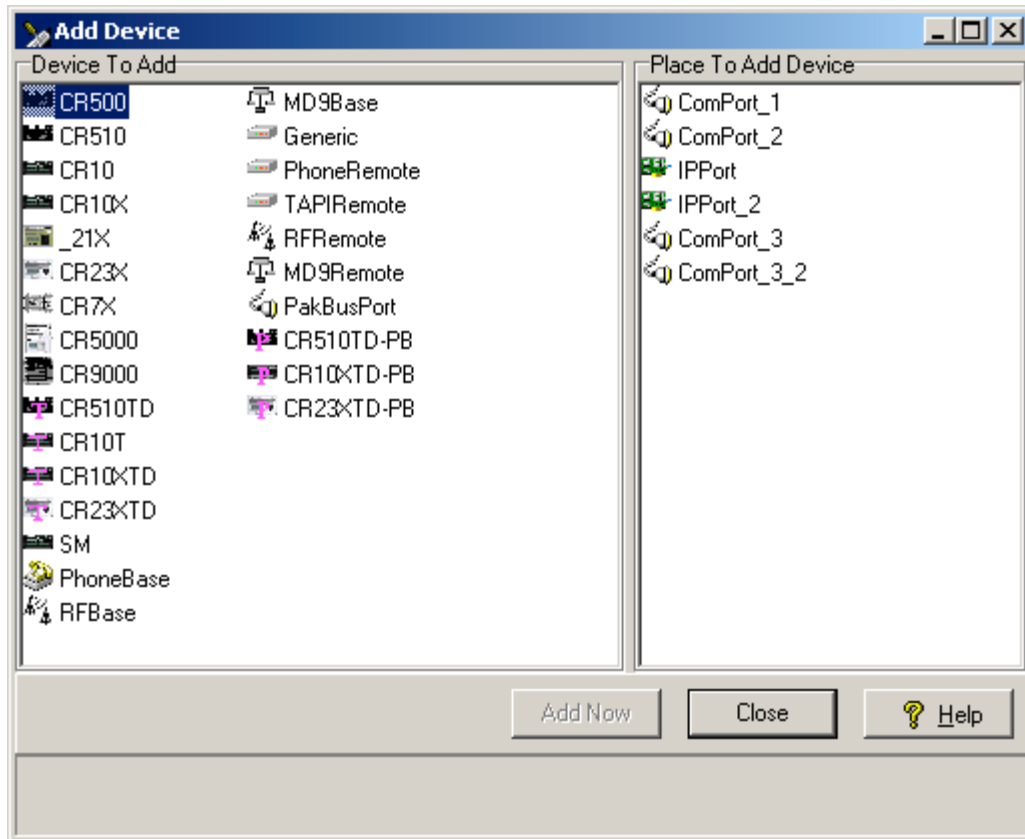 Add Device
Device To Add
CR500
CR510
CR10
CR10X
_21X
CR23X
CR7X
CR5000
CR9000
CR510TD
CR10T
CR10XTD
CR23XTD
SM
PhoneBase
RFBase
MD9Base
Generic
PhoneRemote
TAPIRemote
RFRemote
MD9Remote
PakBusPort
CR510TD-PB
CR10XTD-PB
CR23XTD-PB
Place To Add Device
ComPort_1
ComPort_2
IPPort
IPPort_2
ComPort_3
ComPort_3_2
Add Now
Close
Help